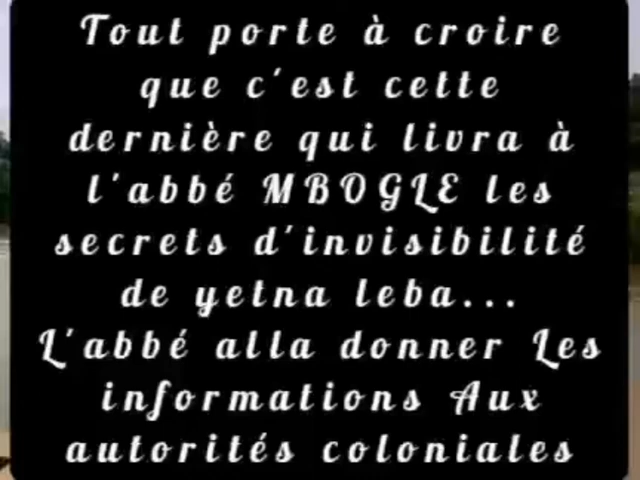 Tout porte à croire
que c'est cette
dernière qui livra à
l'abbé MBOGLE les
secrets d'invisibilité
de yetna leba...
L'abbé alla donner Les
informations Aux
autorités coloniales